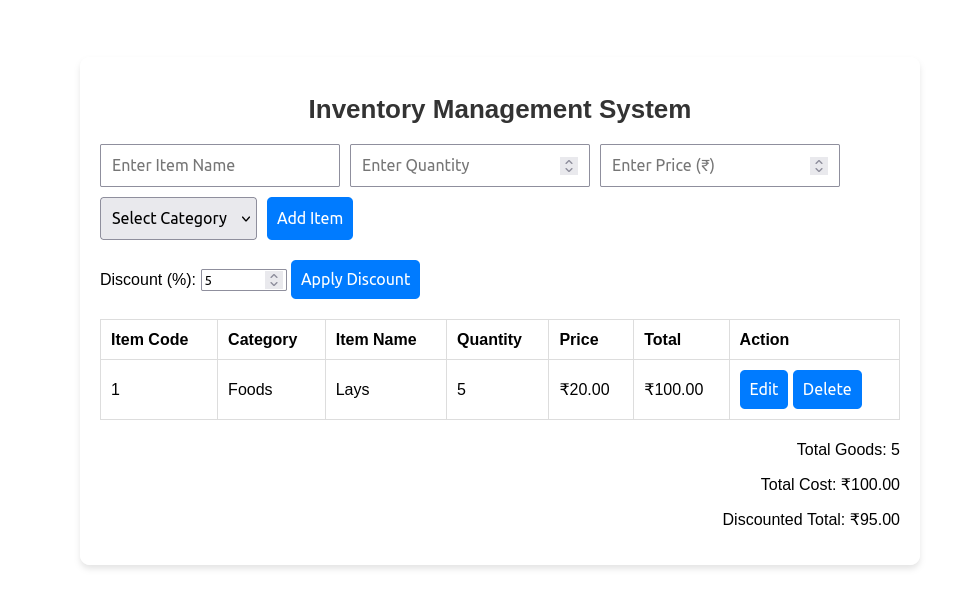 Inventory Management System
Enter Item Name Enter Quantity Enter Price (₹)
Select Category Add Item
Discount (%): 5 Apply Discount
Item Code Category Item Name Quantity Price Total Action
1 Foods Lays 5 ₹20.00 ₹100.00 Edit Delete
Total Goods: 5
Total Cost: ₹100.00
Discounted Total: ₹95.00